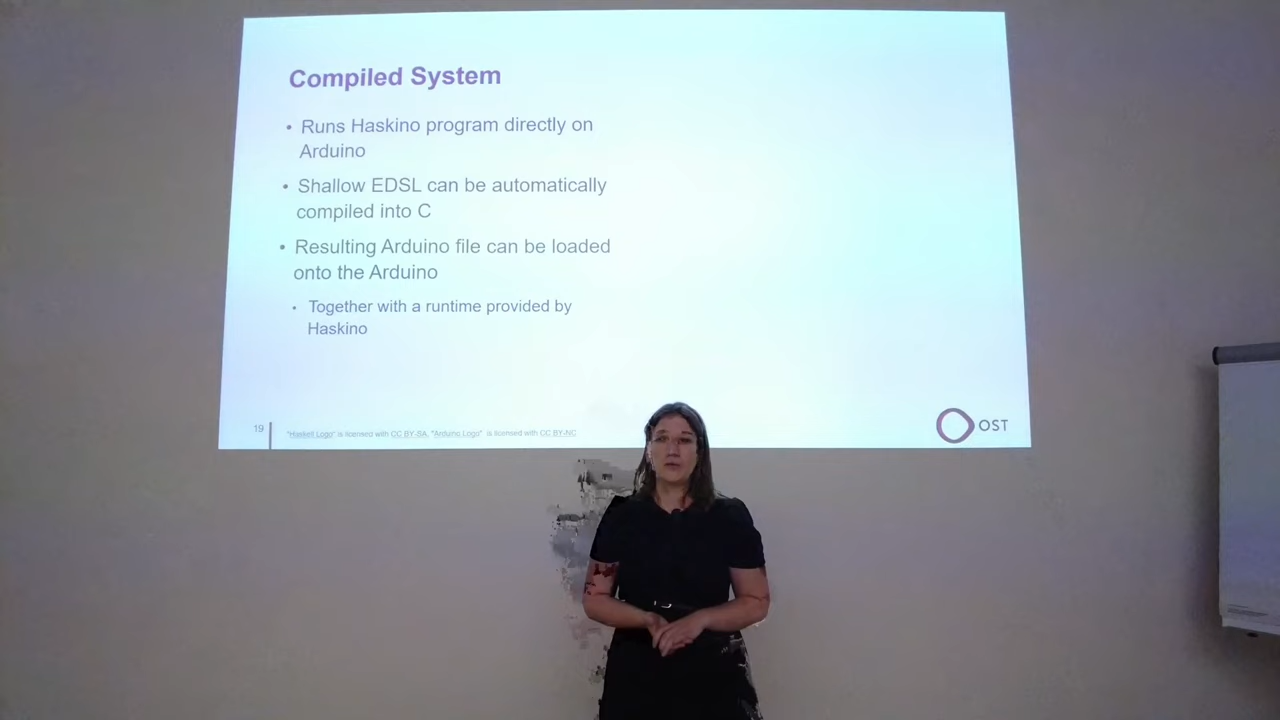 Compiled System
• Runs Haskino program directly on
Arduino
• Shallow EDSL can be automatically
compiled into C
• Resulting Arduino file can be loaded
onto the Arduino
• Together with a runtime provided by
Haskino
19
"Haskell Logo" is licensed with CC BY-SA, "Arduino Logo" is licensed with CC BY-NC
OST